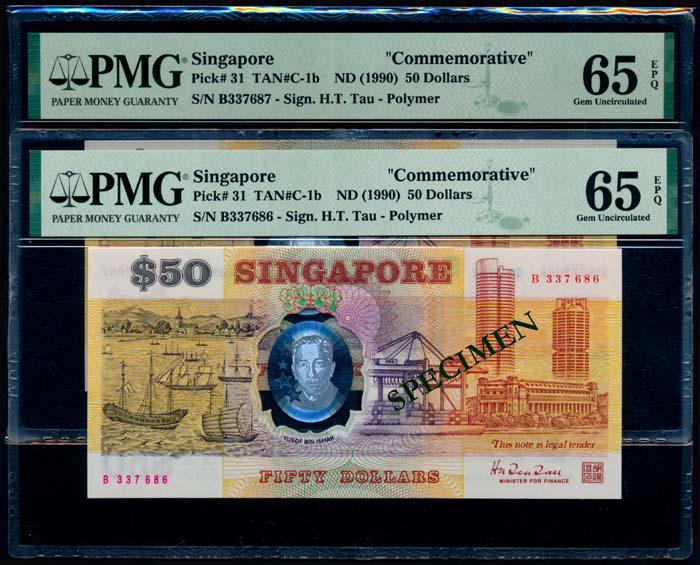 PMG® Singapore "Commemorative" 65 EPQ
Pick# 31 TAN#C-1b ND (1990) 50 Dollars
PAPER MONEY GUARANTY S/N B337687 - Sign. H.T. Tau - Polymer Gem Uncirculated
PMG® Singapore "Commemorative" 65 EPQ
Pick# 31 TAN#C-1b ND (1990) 50 Dollars
PAPER MONEY GUARANTY S/N B337686 - Sign. H.T. Tau - Polymer Gem Uncirculated
$50 SINGAPORE
B 337686
SPECIMEN
YUSOF BIN ISHAK
This note is legal tender
B 337686
FIFTY DOLLARS
MINISTER FOR FINANCE